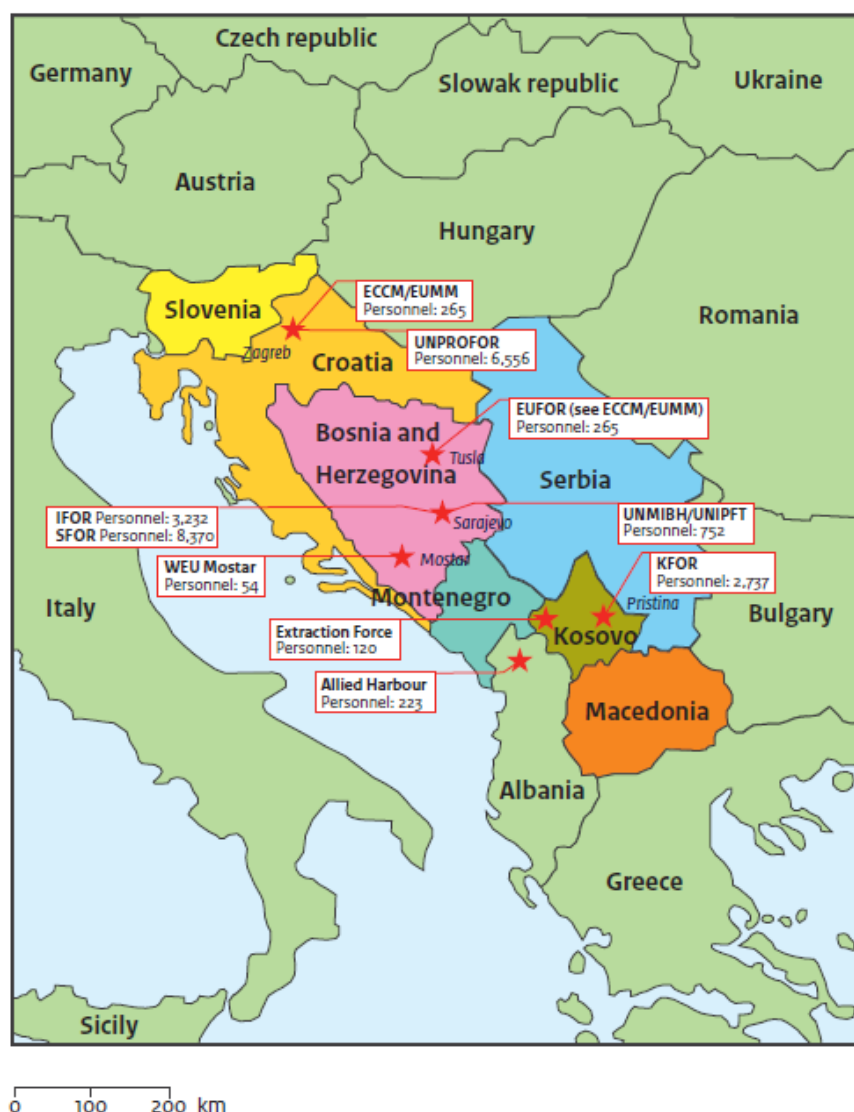 Czech republic
Germany
Slowak republic
Ukraine
Austria
Hungary
ECCM/EUMM
Personnel: 265
Slovenia
Romania
UNPROFOR
Personnel: 6,556
Zagreb
Croatia
EUFOR (see ECCM/EUMM)
Personnel: 265
Bosnia and
Herzegovina
Tusla
Serbia
IFOR Personnel: 3,232
SFOR Personnel: 8,370
Sarajevo
UNMIBH/UNIPFT
Personnel: 752
WEU Mostar
Personnel: 54
Mostar
KFOR
Personnel: 2,737
Montenegro
Pristina
Italy
Bulgary
Extraction Force
Personnel: 120
Kosovo
Allied Harbour
Personnel: 223
Macedonia
Albania
Greece
Sicily
0 100 200 km